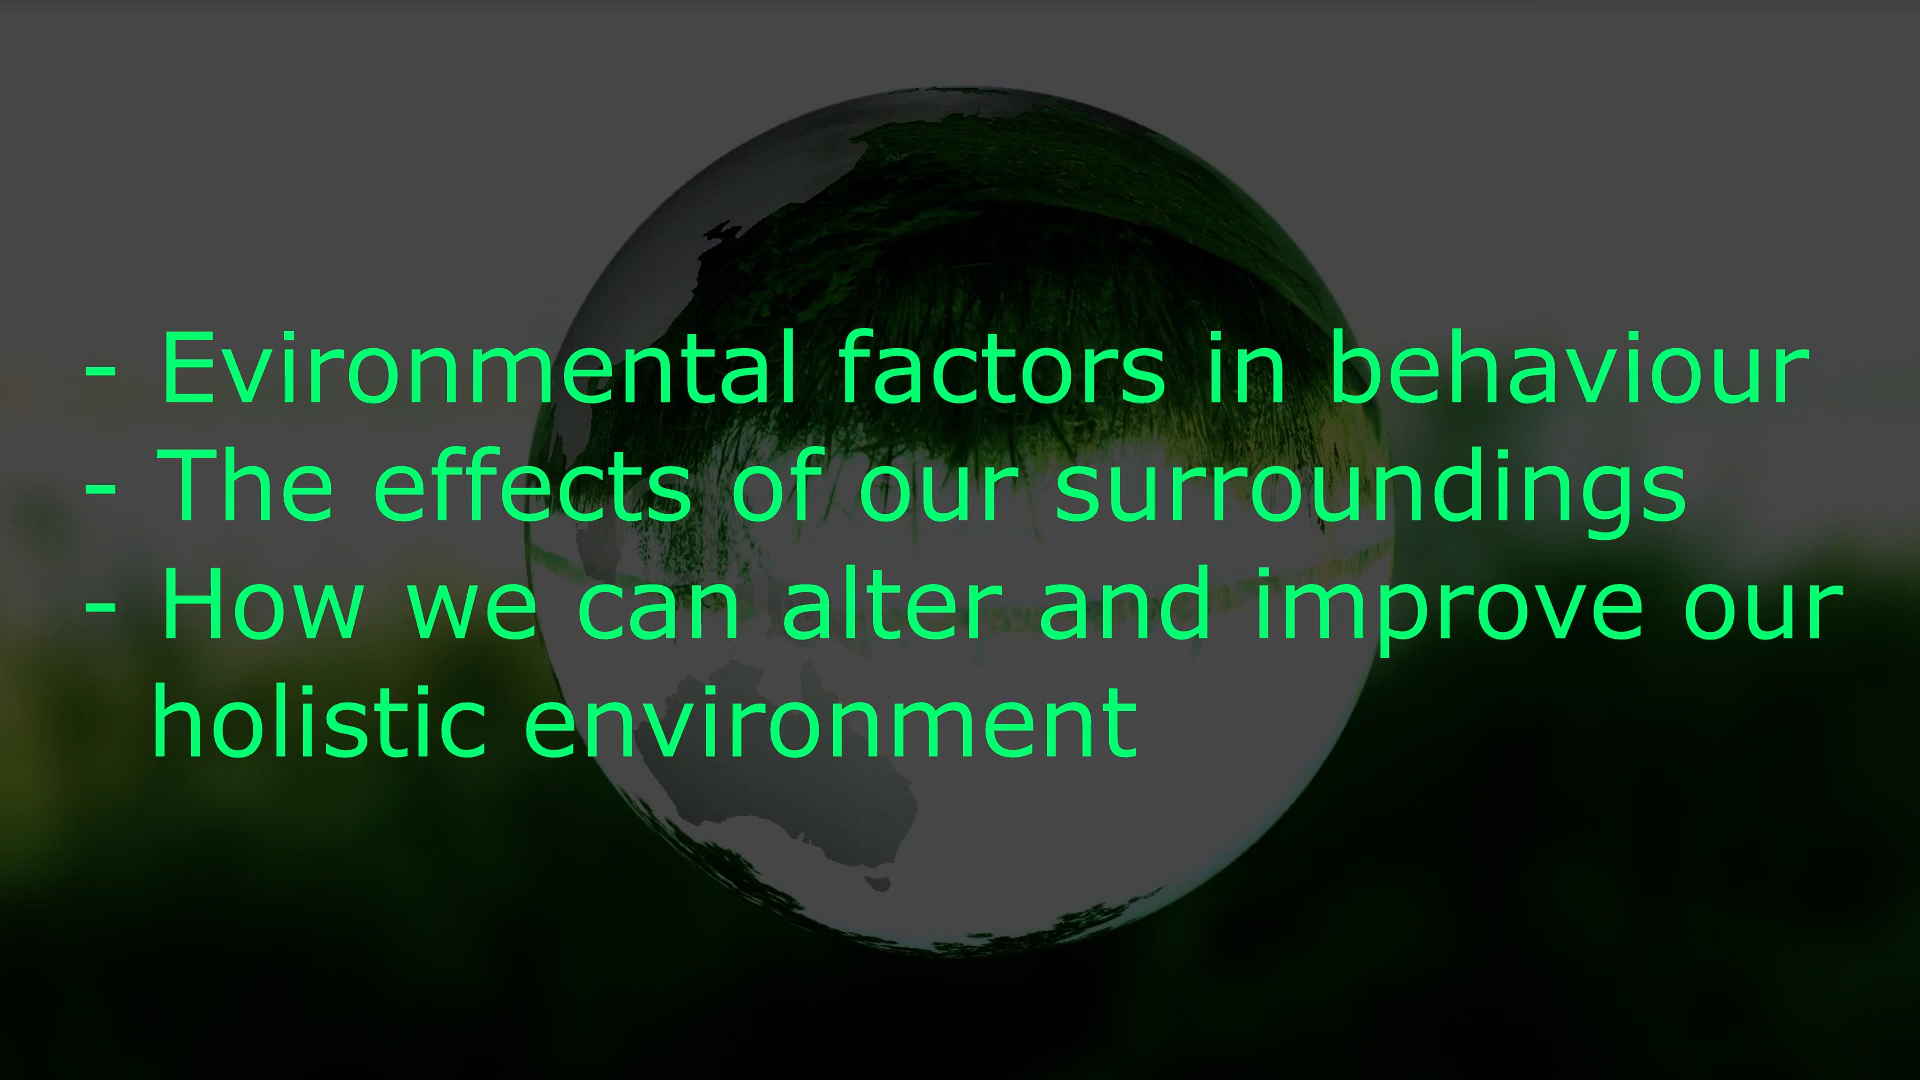 - Evironmental factors in behaviour
- The effects of our surroundings
- How we can alter and improve our
holistic environment